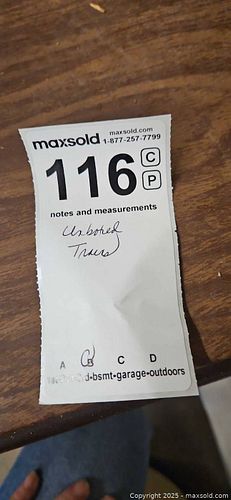 maxsold.com
maxsold 1-877-257-7799
116 C
P
notes and measurements
Unboxed
Trains
A B C D
-bsmt-garage-outdoors
Copyright 2025 - MaxSold